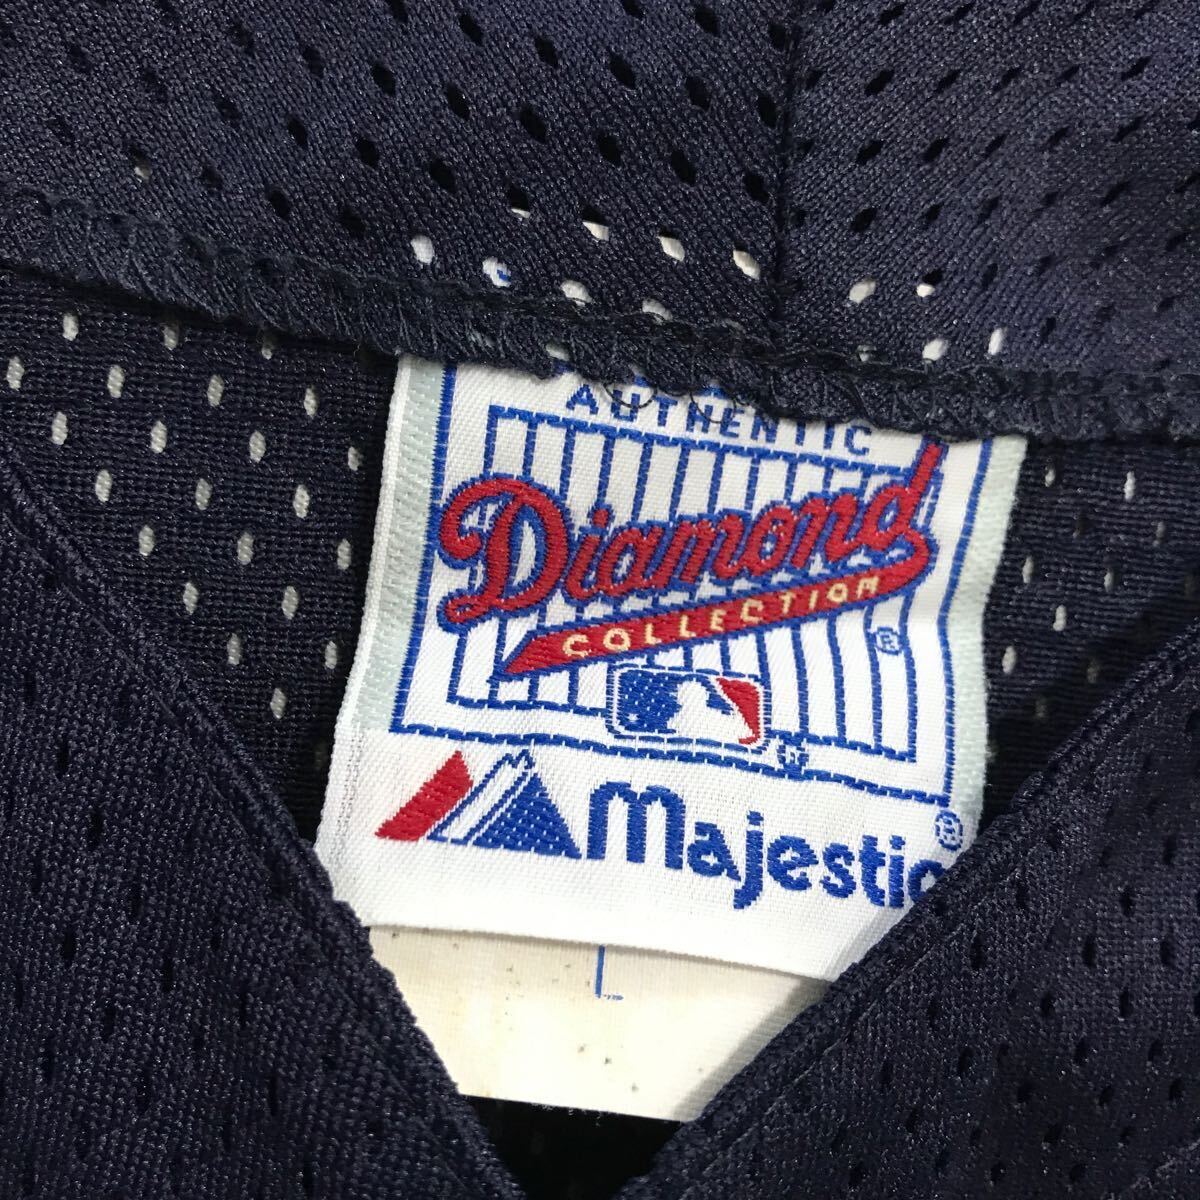 AUTHENTIC
Diamond
COLLECTION ®
®
Majestic®
L